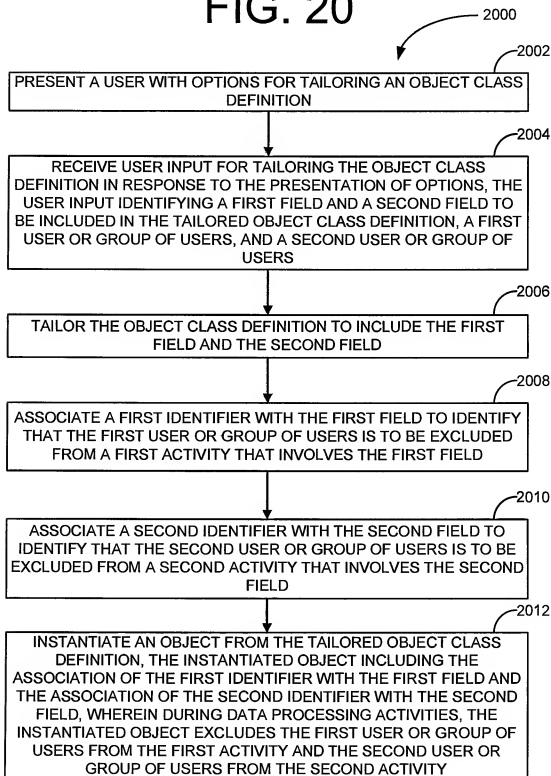 FIG. 20
2000
2002
PRESENT A USER WITH OPTIONS FOR TAILORING AN OBJECT CLASS
DEFINITION
2004
RECEIVE USER INPUT FOR TAILORING THE OBJECT CLASS
DEFINITION IN RESPONSE TO THE PRESENTATION OF OPTIONS, THE
USER INPUT IDENTIFYING A FIRST FIELD AND A SECOND FIELD TO
BE INCLUDED IN THE TAILORED OBJECT CLASS DEFINITION, A FIRST
USER OR GROUP OF USERS, AND A SECOND USER OR GROUP OF
USERS
2006
TAILOR THE OBJECT CLASS DEFINITION TO INCLUDE THE FIRST
FIELD AND THE SECOND FIELD
2008
ASSOCIATE A FIRST IDENTIFIER WITH THE FIRST FIELD TO IDENTIFY
THAT THE FIRST USER OR GROUP OF USERS IS TO BE EXCLUDED
FROM A FIRST ACTIVITY THAT INVOLVES THE FIRST FIELD
2010
ASSOCIATE A SECOND IDENTIFIER WITH THE SECOND FIELD TO
IDENTIFY THAT THE SECOND USER OR GROUP OF USERS IS TO BE
EXCLUDED FROM A SECOND ACTIVITY THAT INVOLVES THE SECOND
FIELD
2012
INSTANTIATE AN OBJECT FROM THE TAILORED OBJECT CLASS
DEFINITION, THE INSTANTIATED OBJECT INCLUDING THE
ASSOCIATION OF THE FIRST IDENTIFIER WITH THE FIRST FIELD AND
THE ASSOCIATION OF THE SECOND IDENTIFIER WITH THE SECOND
FIELD, WHEREIN DURING DATA PROCESSING ACTIVITIES, THE
INSTANTIATED OBJECT EXCLUDES THE FIRST USER OR GROUP OF
USERS FROM THE FIRST ACTIVITY AND THE SECOND USER OR
GROUP OF USERS FROM THE SECOND ACTIVITY